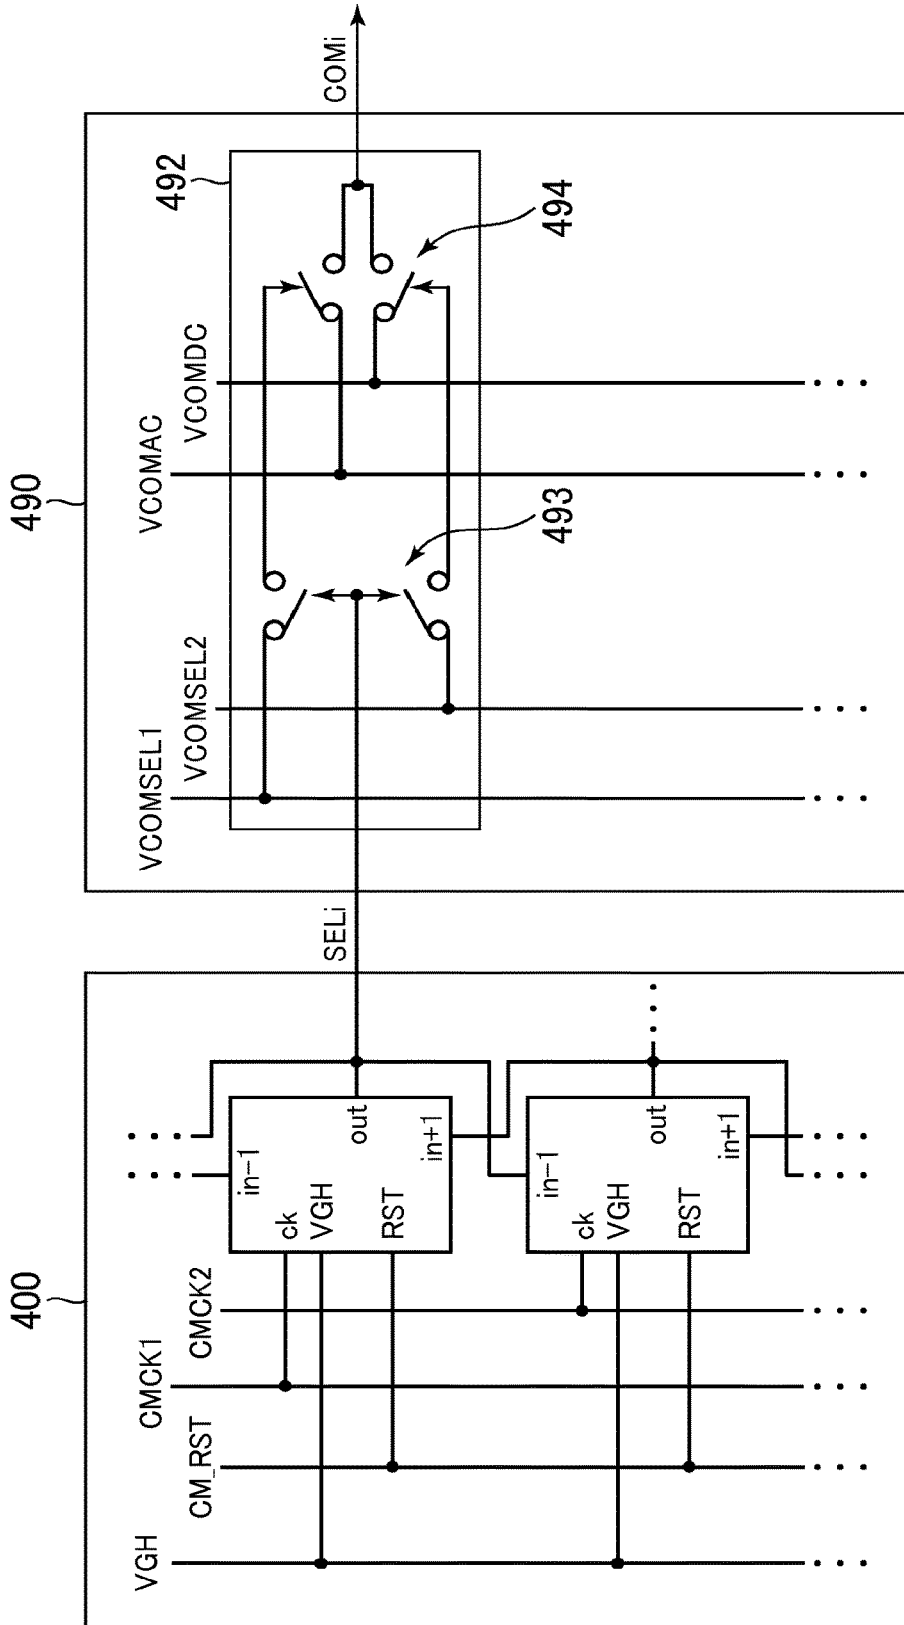 400
VGH
CM_RST
CMCK1
CMCK2
in−1
ck
VGH
RST
out
in+1
in−1
ck
VGH
RST
out
in+1
SELi
490
VCOMSEL1
VCOMSEL2
VCOMAC
VCOMDC
492
493
494
COMi